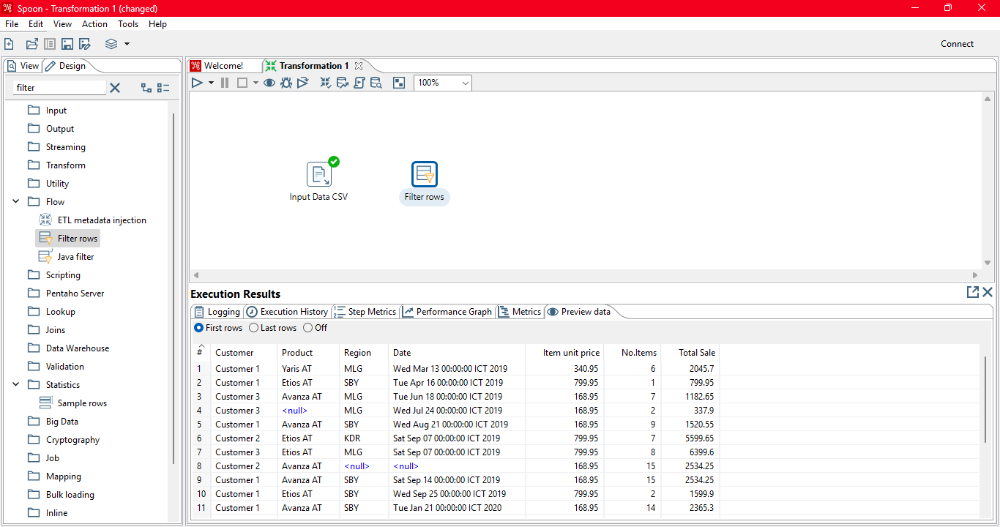 Spoon - Transformation 1 (changed)
File Edit View Action Tools Help
Connect
View Design
filter
Input
Output
Streaming
Transform
Utility
Flow
ETL metadata injection
Filter rows
Java filter
Scripting
Pentaho Server
Lookup
Joins
Data Warehouse
Validation
Statistics
Sample rows
Big Data
Cryptography
Job
Mapping
Bulk loading
Inline
Welcome! Transformation 1
100%
Input Data CSV
Filter rows
Execution Results
Logging Execution History Step Metrics Performance Graph Metrics Preview data
First rows Last rows Off
# Customer Product Region Date Item unit price No.Items Total Sale
1 Customer 1 Yaris AT MLG Wed Mar 13 00:00:00 ICT 2019 340.95 6 2045.7
2 Customer 1 Etios AT SBY Tue Apr 16 00:00:00 ICT 2019 799.95 1 799.95
3 Customer 3 Avanza AT MLG Tue Jun 18 00:00:00 ICT 2019 168.95 7 1182.65
4 Customer 3 <null> MLG Wed Jul 24 00:00:00 ICT 2019 168.95 2 337.9
5 Customer 1 Avanza AT SBY Wed Aug 21 00:00:00 ICT 2019 168.95 9 1520.55
6 Customer 2 Etios AT KDR Sat Sep 07 00:00:00 ICT 2019 799.95 7 5599.65
7 Customer 3 Etios AT MLG Sat Sep 07 00:00:00 ICT 2019 799.95 8 6399.6
8 Customer 2 Avanza AT <null> <null> 168.95 15 2534.25
9 Customer 1 Avanza AT SBY Sat Sep 14 00:00:00 ICT 2019 168.95 15 2534.25
10 Customer 1 Etios AT SBY Wed Sep 25 00:00:00 ICT 2019 799.95 2 1599.9
11 Customer 1 Avanza AT SBY Tue Jan 21 00:00:00 ICT 2020 168.95 14 2365.3